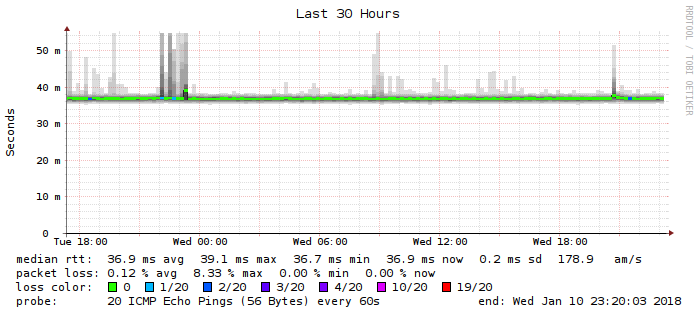 Last 30 Hours
RRDTOOL / TOBI OETIKER
Seconds
50 m
40 m
30 m
20 m
10 m
0
Tue 18:00 Wed 00:00 Wed 06:00 Wed 12:00 Wed 18:00
median rtt: 36.9 ms avg 39.1 ms max 36.7 ms min 36.9 ms now 0.2 ms sd 178.9 am/s
packet loss: 0.12 % avg 8.33 % max 0.00 % min 0.00 % now
loss color: 0 1/20 2/20 3/20 4/20 10/20 19/20
probe: 20 ICMP Echo Pings (56 Bytes) every 60s end: Wed Jan 10 23:20:03 2018